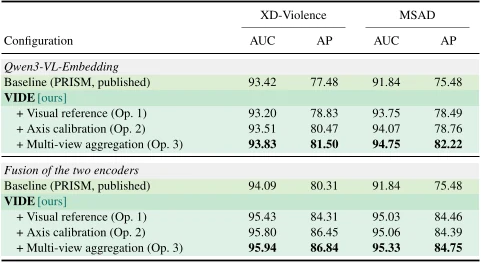 XD-Violence MSAD
Configuration AUC AP AUC AP
Qwen3-VL-Embedding
Baseline (PRISM, published) 93.42 77.48 91.84 75.48
VIDE [ours]
+ Visual reference (Op. 1) 93.20 78.83 93.75 78.49
+ Axis calibration (Op. 2) 93.51 80.47 94.07 78.76
+ Multi-view aggregation (Op. 3) 93.83 81.50 94.75 82.22
Fusion of the two encoders
Baseline (PRISM, published) 94.09 80.31 91.84 75.48
VIDE [ours]
+ Visual reference (Op. 1) 95.43 84.31 95.03 84.46
+ Axis calibration (Op. 2) 95.80 86.45 95.06 84.39
+ Multi-view aggregation (Op. 3) 95.94 86.84 95.33 84.75